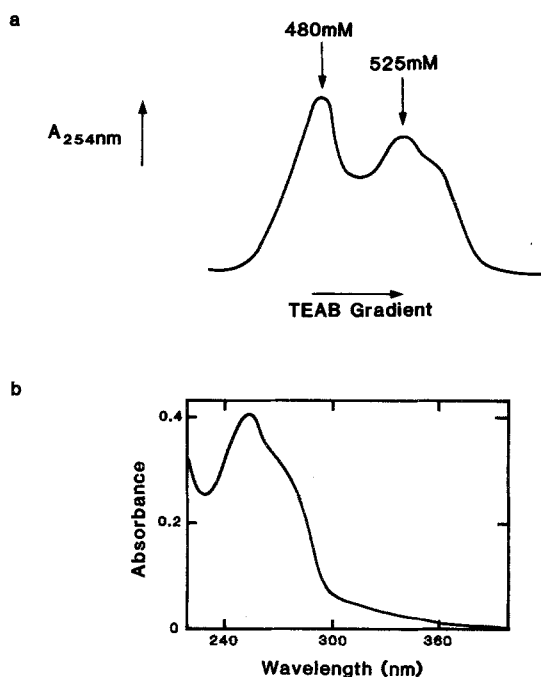 a
480mM
525mM
A254nm
TEAB Gradient
b
0.4
0.2
0
Absorbance
240
300
360
Wavelength (nm)